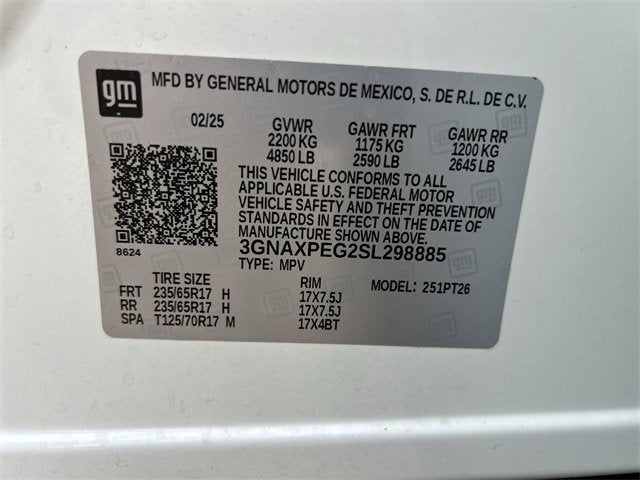 gm MFD BY GENERAL MOTORS DE MEXICO, S. DE R.L. DE C.V.
02/25 GVWR GAWR FRT GAWR RR
2200 KG 1175 KG 1200 KG
4850 LB 2590 LB 2645 LB
THIS VEHICLE CONFORMS TO ALL
APPLICABLE U.S. FEDERAL MOTOR
VEHICLE SAFETY AND THEFT PREVENTION
STANDARDS IN EFFECT ON THE DATE OF
MANUFACTURE SHOWN ABOVE.
8624 3GNAXPEG2SL298885
TYPE: MPV
TIRE SIZE RIM MODEL: 251PT26
FRT 235/65R17 H 17X7.5J
RR 235/65R17 H 17X7.5J
SPA T125/70R17 M 17X4BT